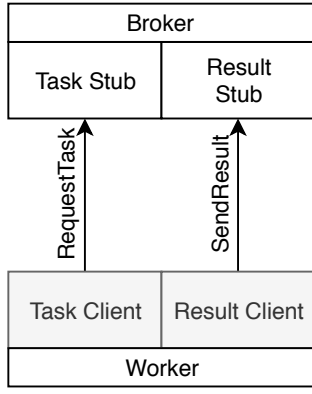 Broker
Task Stub
Result
Stub
RequestTask
SendResult
Task Client
Result Client
Worker